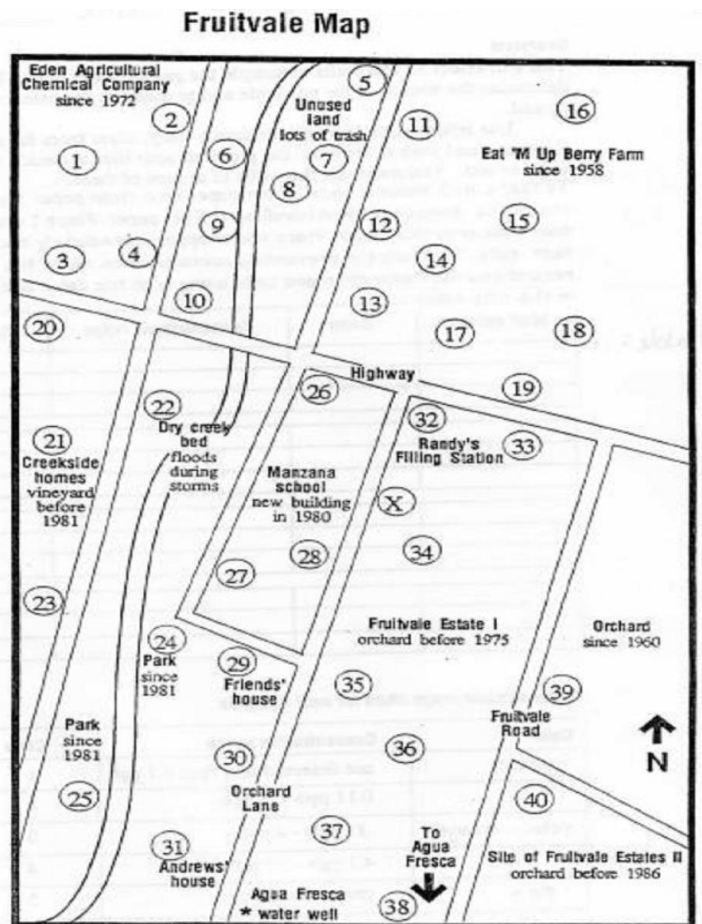 Fruitvale Map
Eden Agricultural
Chemical Company
since 1972
5
2
Unused
land
lots of trash
11
16
1
6
7
Eat 'M Up Berry Farm
since 1958
8
9
12
15
3
4
14
10
13
20
17
18
Highway
26
19
22
32
33
Dry creek
bed
floods
during
storms
Randy's
Filling Station
21
Creekside
homes
vineyard
before
1981
Manzana
school
new building
in 1980
X
28
34
27
23
Fruitvale Estate I
orchard before 1975
Orchard
since 1960
24
Park
since
1981
29
Friends'
house
35
39
Fruitvale
Road
N
Park
since
1981
30
36
25
Orchard
Lane
40
37
To
Agua
Fresca
31
Andrews'
house
Site of Fruitvale Estates II
orchard before 1986
Agua Fresca
* water well
38